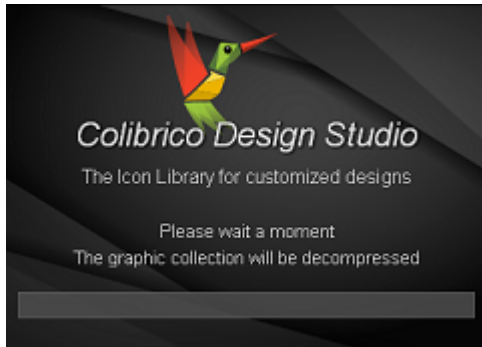 Colibrico Design Studio
The Icon Library for customized designs
Please wait a moment
The graphic collection will be decompressed